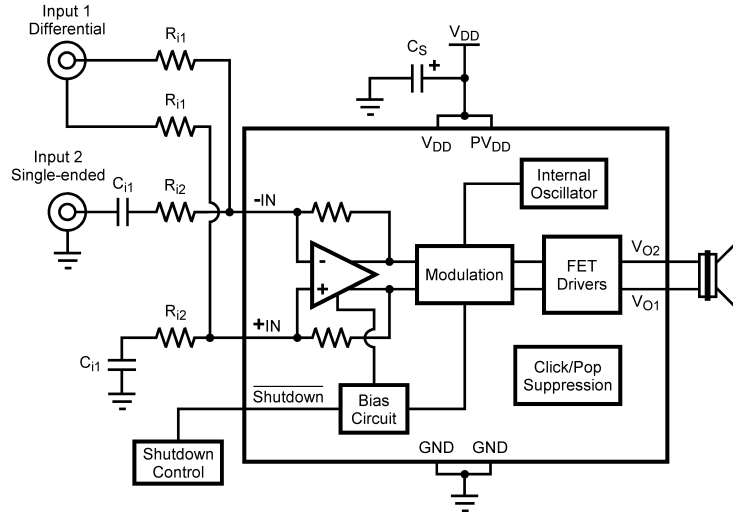 Input 1
Differential
Ri1
Ri1
CS
+
VDD
VDD
PVDD
Input 2
Single-ended
Ci1
Ri2
-IN
Internal
Oscillator
-
+
Modulation
FET
Drivers
VO2
VO1
Ri2
+IN
Ci1
Click/Pop
Suppression
Shutdown
Bias
Circuit
Shutdown
Control
GND
GND